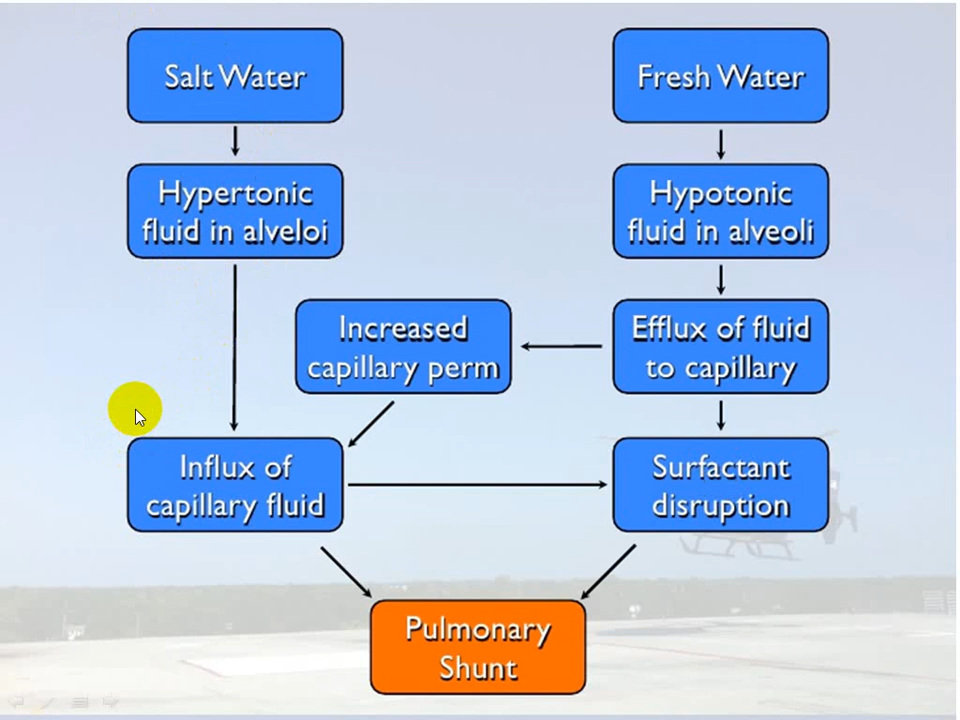 Salt Water
Fresh Water
Hypertonic
fluid in alveloi
Hypotonic
fluid in alveoli
Increased
capillary perm
Efflux of fluid
to capillary
Influx of
capillary fluid
Surfactant
disruption
Pulmonary
Shunt